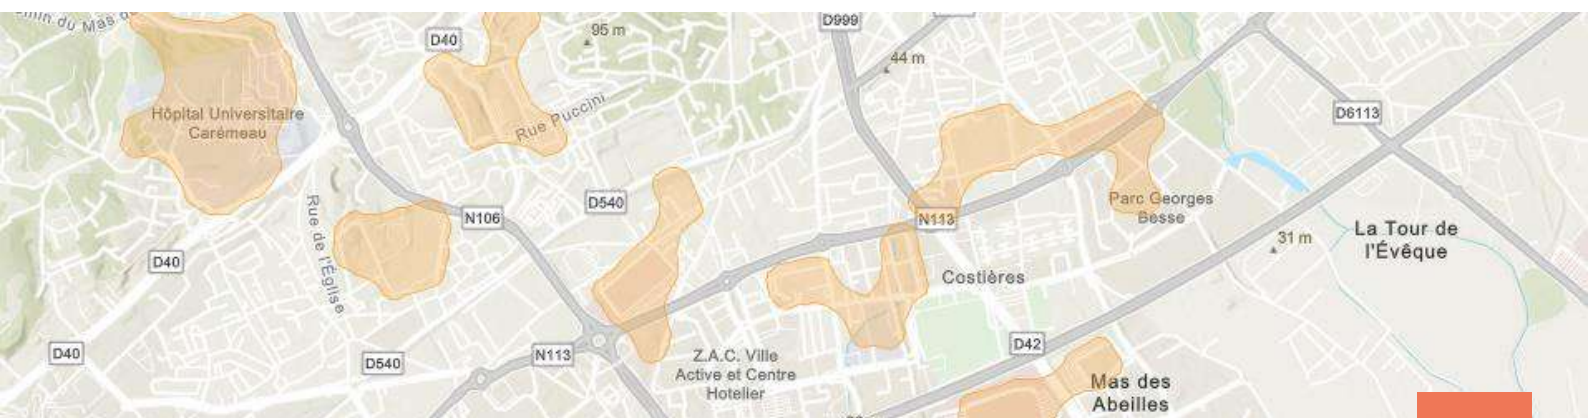 D999
D40
95 m
44 m
Hôpital Universitaire
Carémeau
Rue Puccini
D6113
D540
N106
Rue de l'Église
N113
Parc Georges
Besse
La Tour de
l'Évêque
31 m
D40
Costières
D40
D540
N113
Z.A.C. Ville
Active et Centre
Hotelier
D42
Mas des
Abeilles